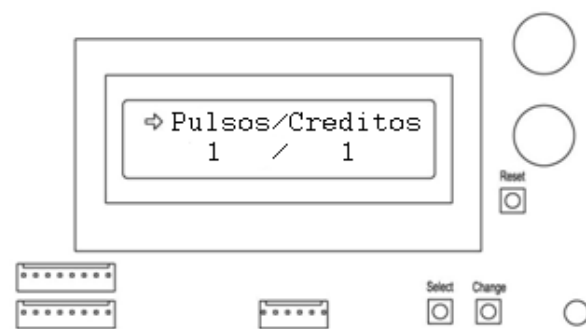 ⇨ Pulsos/Creditos
1 / 1
Reset
Select Change